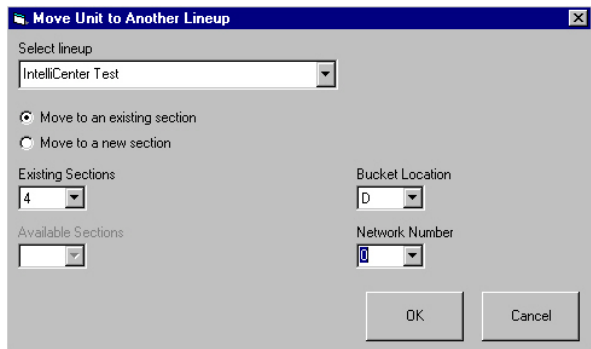 Move Unit to Another Lineup
Select lineup
IntelliCenter Test
Move to an existing section
Move to a new section
Existing Sections
Bucket Location
4
D
Available Sections
Network Number
0
OK
Cancel